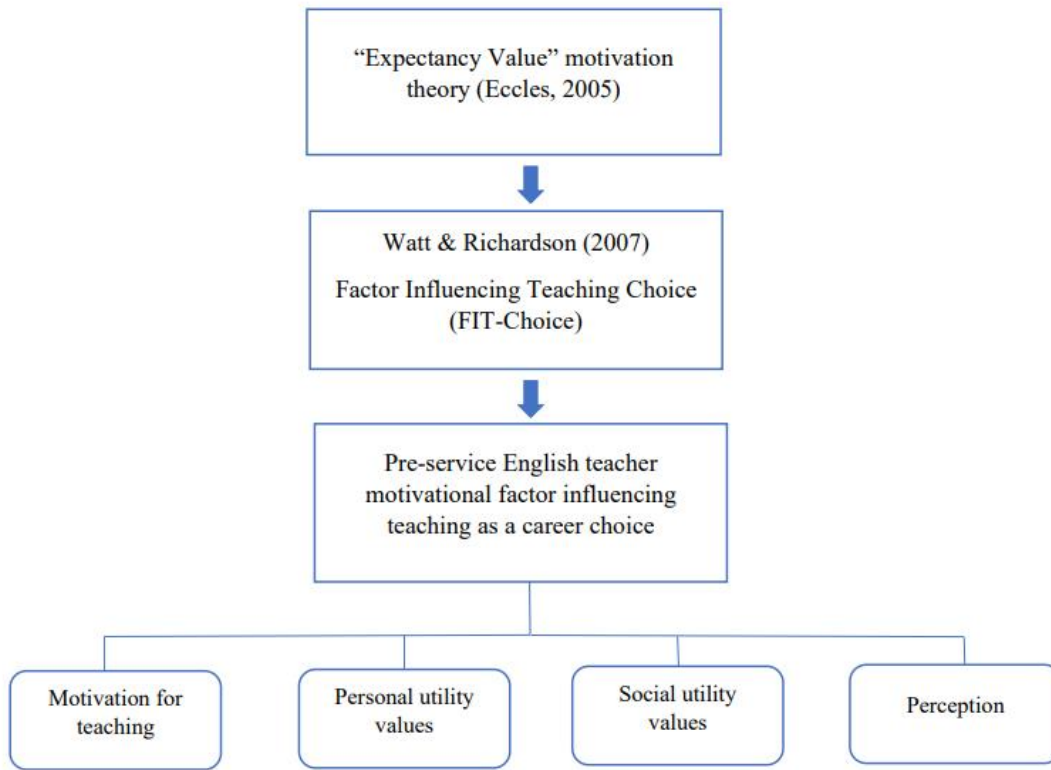 “Expectancy Value” motivation
theory (Eccles, 2005)
Watt & Richardson (2007)
Factor Influencing Teaching Choice
(FIT-Choice)
Pre-service English teacher
motivational factor influencing
teaching as a career choice
Motivation for
teaching
Personal utility
values
Social utility
values
Perception